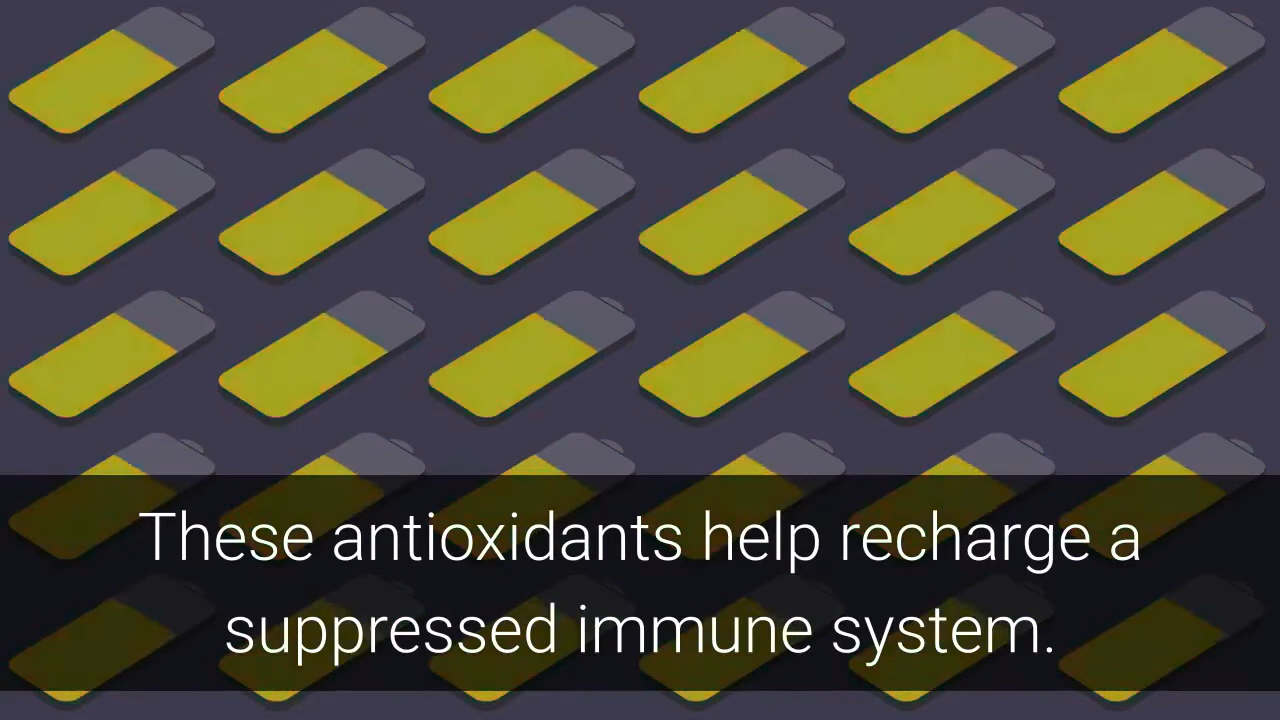 These antioxidants help recharge a
suppressed immune system.